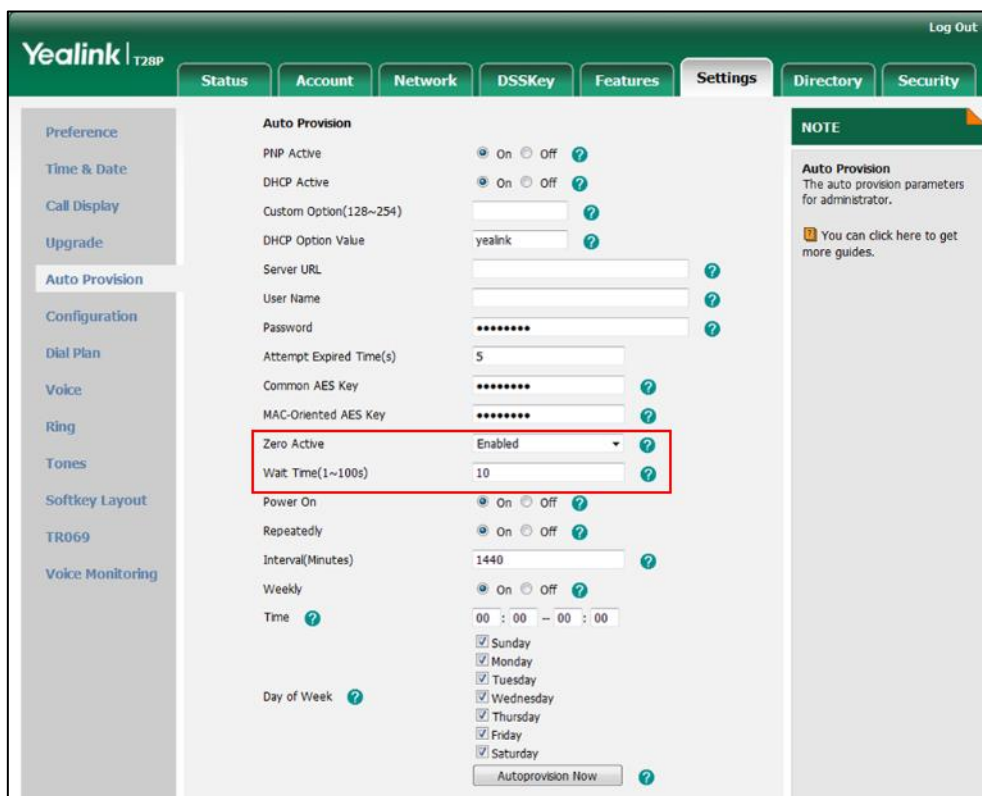 Log Out
Yealink | T28P
Status Account Network DSSKey Features Settings Directory Security
Preference
Time & Date
Call Display
Upgrade
Auto Provision
Configuration
Dial Plan
Voice
Ring
Tones
Softkey Layout
TR069
Voice Monitoring
Auto Provision
PNP Active On Off ?
DHCP Active On Off ?
Custom Option(128~254) ?
DHCP Option Value yealink ?
Server URL ?
User Name ?
Password •••••••• ?
Attempt Expired Time(s) 5
Common AES Key •••••••• ?
MAC-Oriented AES Key •••••••• ?
Zero Active Enabled ?
Wait Time(1~100s) 10 ?
Power On On Off ?
Repeatedly On Off ?
Interval(Minutes) 1440 ?
Weekly On Off ?
Time ? 00 : 00 -- 00 : 00
Sunday
Monday
Tuesday
Day of Week ? Wednesday
Thursday
Friday
Saturday
Autoprovision Now ?
NOTE
Auto Provision
The auto provision parameters
for administrator.
? You can click here to get
more guides.